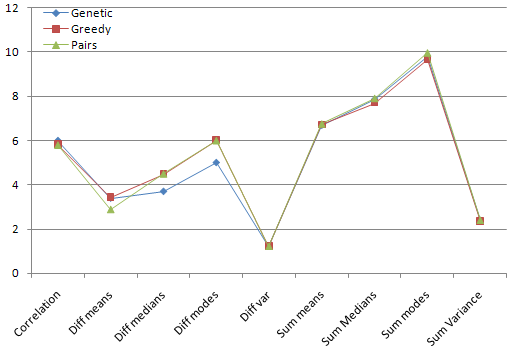 12
10
8
6
4
2
0
Genetic
Greedy
Pairs
Correlation
Diff means
Diff medians
Diff modes
Diff var
Sum means
Sum Medians
Sum modes
Sum Variance